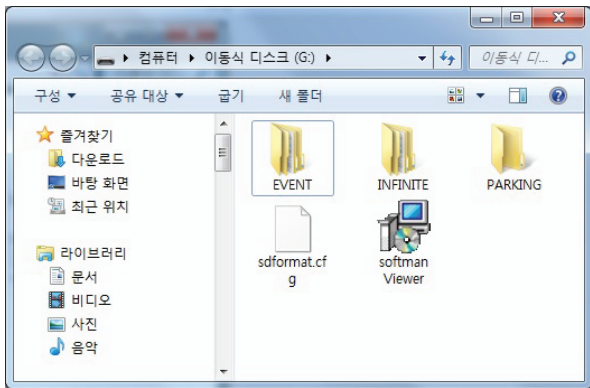 컴퓨터 ▸ 이동식 디스크 (G:) ▸
이동식 디...
구성 ▾ 공유 대상 ▾ 굽기 새 폴더
즐겨찾기
다운로드
바탕 화면
최근 위치
라이브러리
문서
비디오
사진
음악
EVENT
INFINITE
PARKING
sdformat.cf
g
softman
Viewer